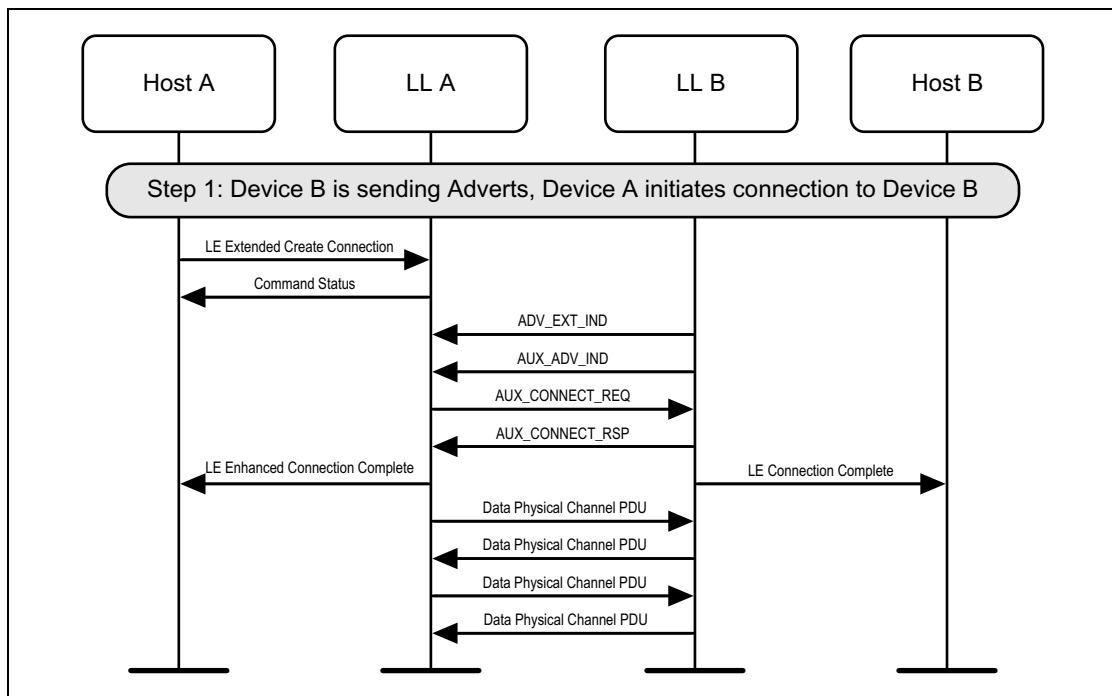 Host A
LL A
LL B
Host B
Step 1: Device B is sending Adverts, Device A initiates connection to Device B
LE Extended Create Connection
Command Status
ADV_EXT_IND
AUX_ADV_IND
AUX_CONNECT_REQ
AUX_CONNECT_RSP
LE Enhanced Connection Complete
LE Connection Complete
Data Physical Channel PDU
Data Physical Channel PDU
Data Physical Channel PDU
Data Physical Channel PDU